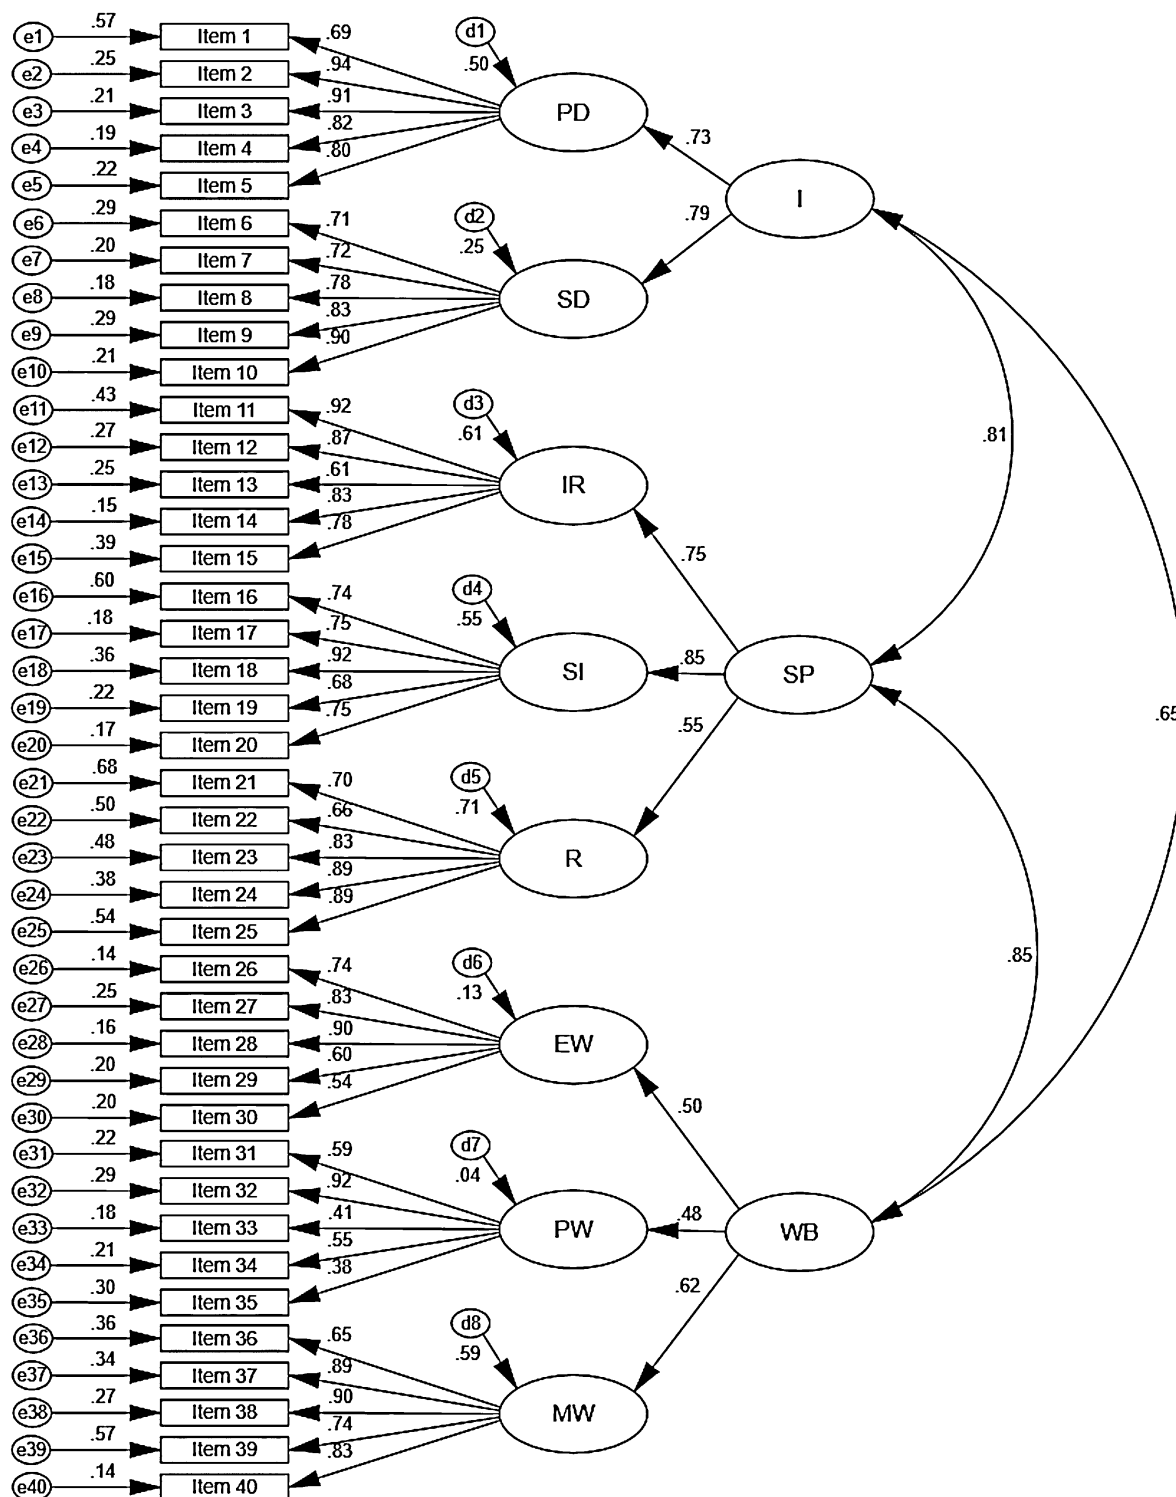 e1 .57 Item 1 .69 d1
e2 .25 Item 2 .94 .50
e3 .21 Item 3 .91 PD
e4 .19 Item 4 .82 .73
e5 .22 Item 5 .80 I
e6 .29 Item 6 .71 d2 .79
e7 .20 Item 7 .72 .25
e8 .18 Item 8 .78 SD
e9 .29 Item 9 .83
e10 .21 Item 10 .90
e11 .43 Item 11 .92 d3
e12 .27 Item 12 .87 .61 .81
e13 .25 Item 13 .61 IR
e14 .15 Item 14 .83
e15 .39 Item 15 .78 .75
e16 .60 Item 16 .74 d4
e17 .18 Item 17 .75 .55
e18 .36 Item 18 .92 SI .85 SP
e19 .22 Item 19 .68 .65
e20 .17 Item 20 .75 .55
e21 .68 Item 21 .70 d5
e22 .50 Item 22 .66 .71
e23 .48 Item 23 .83 R
e24 .38 Item 24 .89
e25 .54 Item 25 .89
e26 .14 Item 26 .74 d6 .85
e27 .25 Item 27 .83 .13
e28 .16 Item 28 .90 EW
e29 .20 Item 29 .60
e30 .20 Item 30 .54 .50
e31 .22 Item 31 .59 d7
e32 .29 Item 32 .92 .04
e33 .18 Item 33 .41 PW .48 WB
e34 .21 Item 34 .55
e35 .30 Item 35 .38 .62
e36 .36 Item 36 .65 d8
e37 .34 Item 37 .89 .59
e38 .27 Item 38 .90 MW
e39 .57 Item 39 .74
e40 .14 Item 40 .83